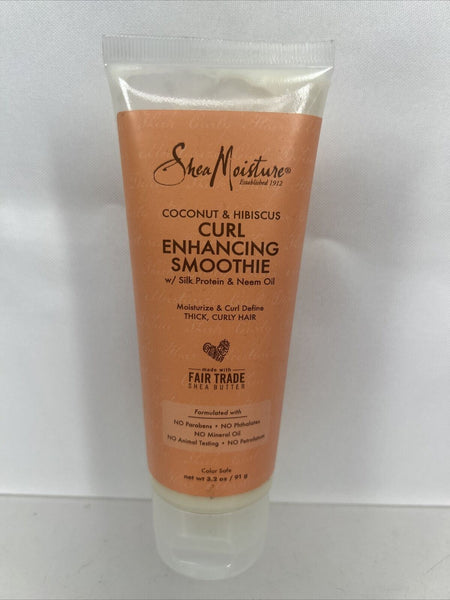 SheaMoisture®
Established 1912
COCONUT & HIBISCUS
CURL
ENHANCING
SMOOTHIE
w/ Silk Protein & Neem Oil
Moisturize & Curl Define
THICK, CURLY HAIR
made with
FAIR TRADE
SHEA BUTTER
Formulated with
NO Parabens • NO Phthalates
NO Mineral Oil
NO Animal Testing • NO Petrolatum
Color Safe
net wt 3.2 oz / 91 g